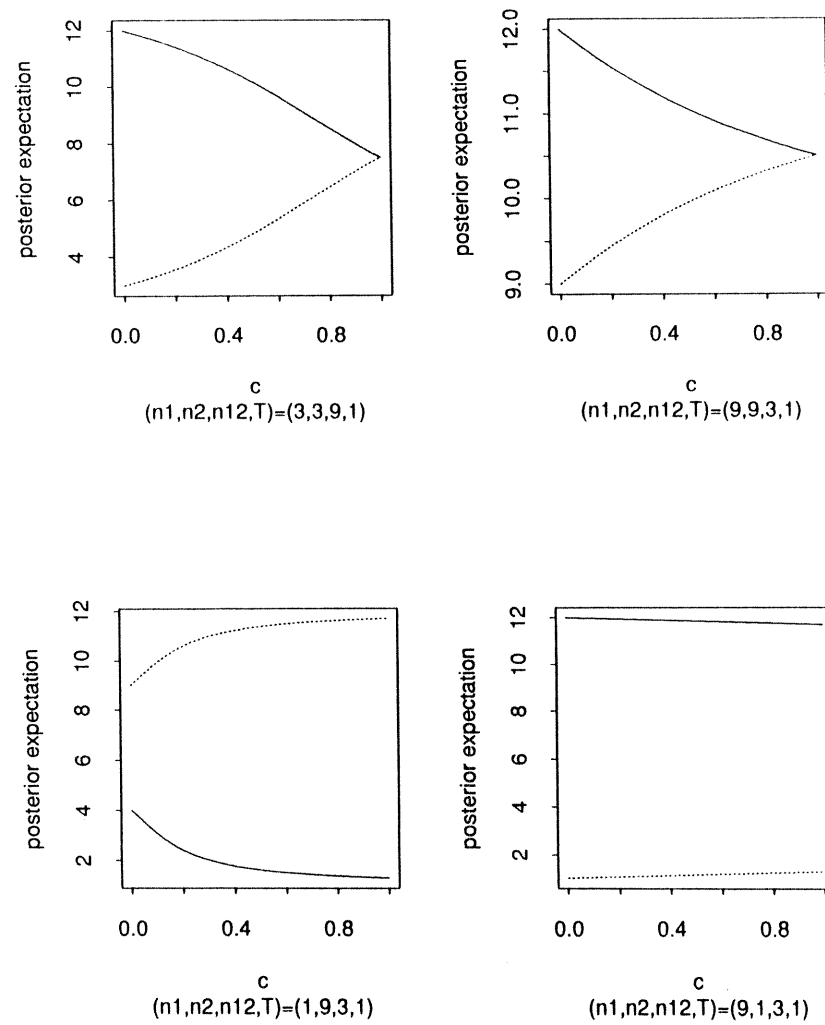 posterior expectation
4 6 8 10 12
0.0 0.4 0.8
c
(n1,n2,n12,T)=(3,3,9,1)
posterior expectation
9.0 10.0 11.0 12.0
0.0 0.4 0.8
c
(n1,n2,n12,T)=(9,9,3,1)
posterior expectation
2 4 6 8 10 12
0.0 0.4 0.8
c
(n1,n2,n12,T)=(1,9,3,1)
posterior expectation
2 4 6 8 10 12
0.0 0.4 0.8
c
(n1,n2,n12,T)=(9,1,3,1)